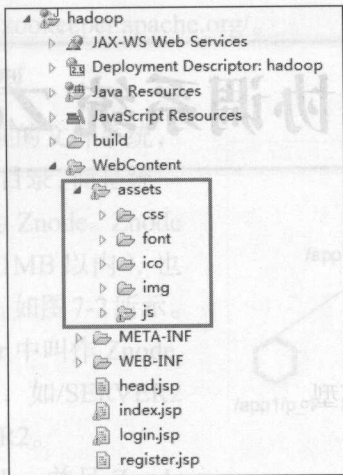 hadoop
JAX-WS Web Services
Deployment Descriptor: hadoop
Java Resources
JavaScript Resources
build
WebContent
assets
css
font
ico
img
js
META-INF
WEB-INF
head.jsp
index.jsp
login.jsp
register.jsp